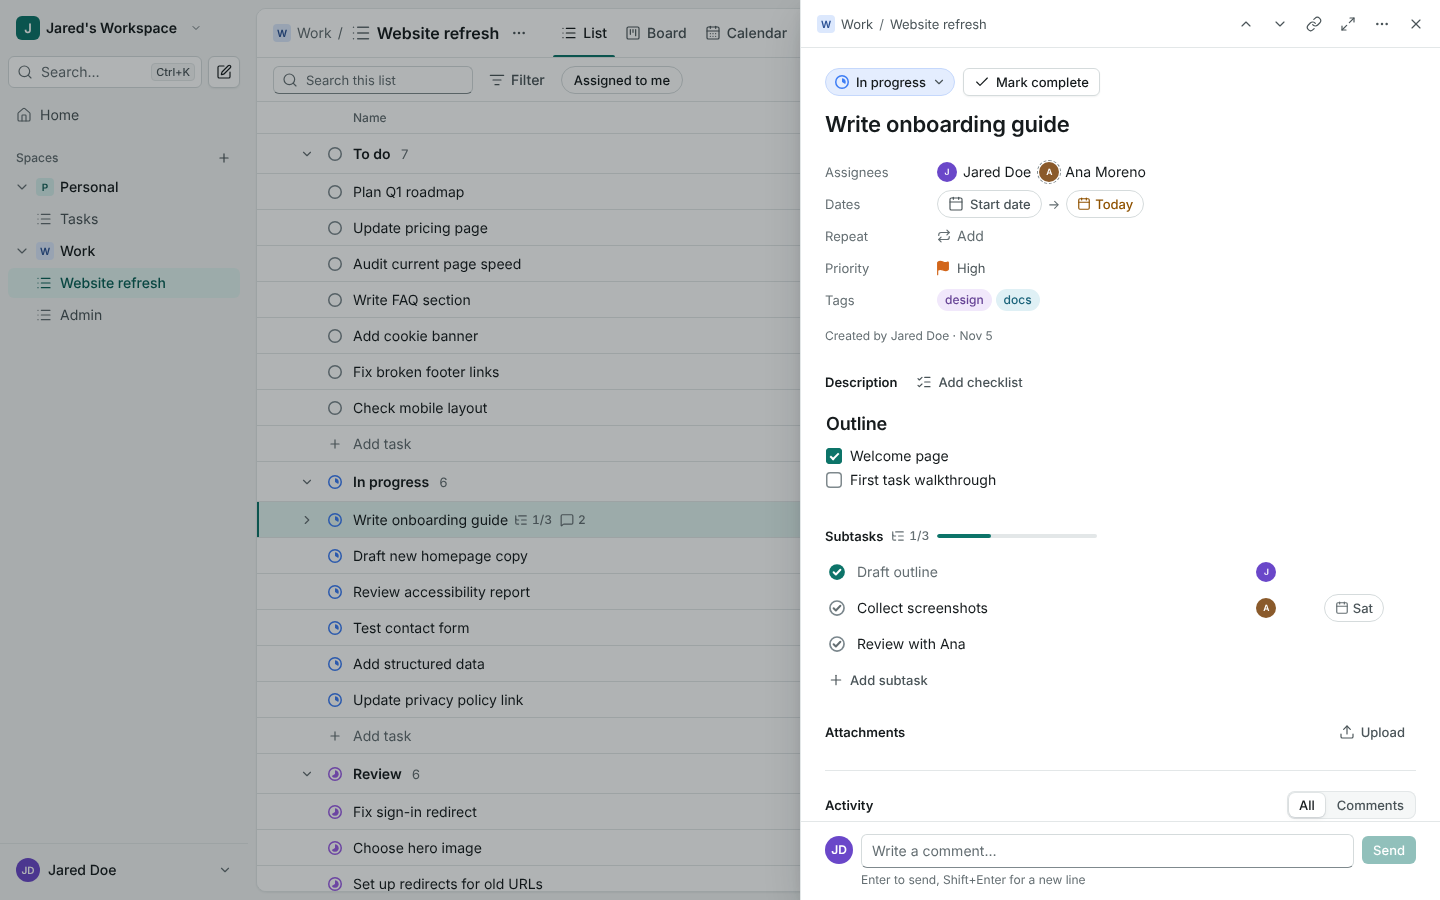 J Jared's Workspace
Search... Ctrl+K
Home
Spaces
P Personal
Tasks
W Work
Website refresh
Admin
JD Jared Doe
W Work / Website refresh
List Board Calendar
Search this list Filter Assigned to me
Name
To do 7
Plan Q1 roadmap
Update pricing page
Audit current page speed
Write FAQ section
Add cookie banner
Fix broken footer links
Check mobile layout
Add task
In progress 6
Write onboarding guide 1/3 2
Draft new homepage copy
Review accessibility report
Test contact form
Add structured data
Update privacy policy link
Add task
Review 6
Fix sign-in redirect
Choose hero image
Set up redirects for old URLs
W Work / Website refresh
In progress Mark complete
Write onboarding guide
Assignees J Jared Doe A Ana Moreno
Dates Start date → Today
Repeat Add
Priority High
Tags design docs
Created by Jared Doe · Nov 5
Description Add checklist
Outline
Welcome page
First task walkthrough
Subtasks 1/3
Draft outline J
Collect screenshots A Sat
Review with Ana
Add subtask
Attachments Upload
Activity All Comments
JD Write a comment... Send
Enter to send, Shift+Enter for a new line